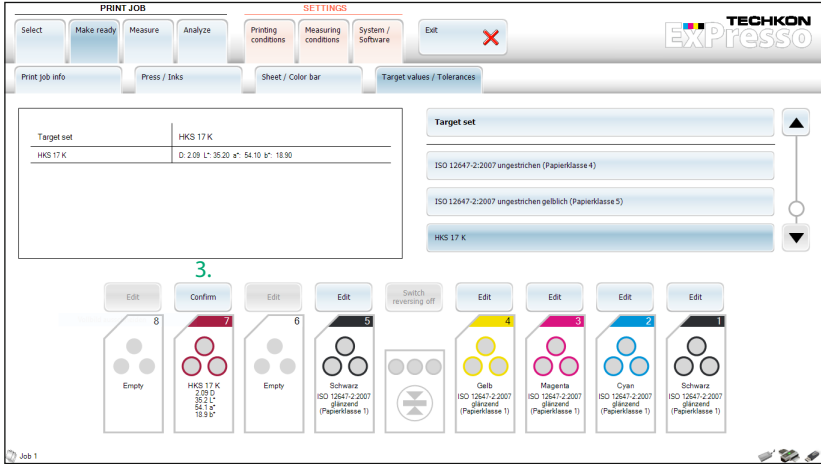 PRINT JOB
SETTINGS
Select
Make ready
Measure
Analyze
Printing
conditions
Measuring
conditions
System /
Software
Exit
TECHKON
ExPresso
Print job info
Press / Inks
Sheet / Color bar
Target values / Tolerances
Target set
HKS 17 K
HKS 17 K
D: 2.09 L*: 35.20 a*: 54.10 b*: 18.90
Target set
ISO 12647-2:2007 ungestrichen (Papierklasse 4)
ISO 12647-2:2007 ungestrichen gelblich (Papierklasse 5)
HKS 17 K
3.
Edit
Confirm
Edit
Edit
Switch
reversing off
Edit
Edit
Edit
Edit
8
Empty
7
HKS 17 K
2.09 D
35.2 L*
54.1 a*
18.9 b*
6
Empty
5
Schwarz
ISO 12647-2:2007
glänzend
(Papierklasse 1)
4
Gelb
ISO 12647-2:2007
glänzend
(Papierklasse 1)
3
Magenta
ISO 12647-2:2007
glänzend
(Papierklasse 1)
2
Cyan
ISO 12647-2:2007
glänzend
(Papierklasse 1)
1
Schwarz
ISO 12647-2:2007
glänzend
(Papierklasse 1)
Job 1